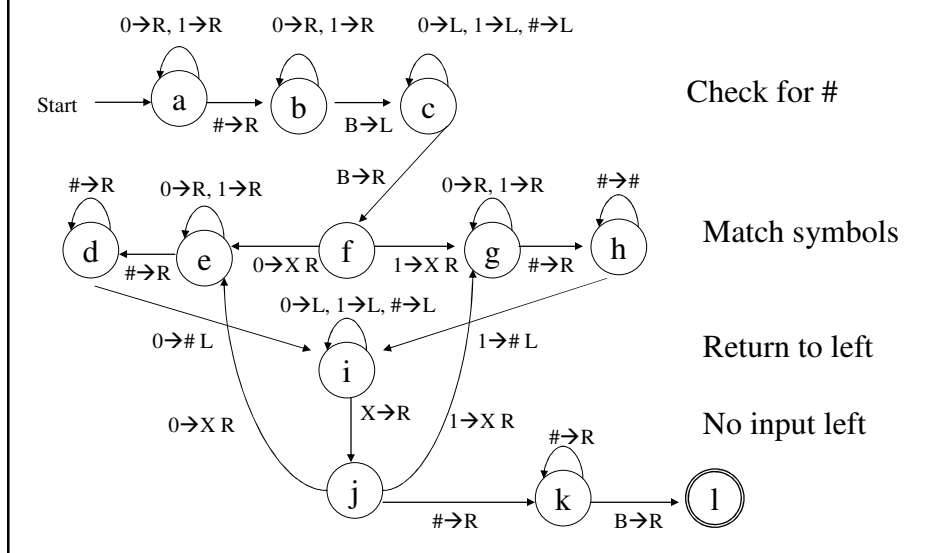 0→R, 1→R 0→R, 1→R 0→L, 1→L, #→L
Start a b c Check for #
#→R B→L
B→R
#→R 0→R, 1→R 0→R, 1→R #→#
d e f g h Match symbols
#→R 0→X R 1→X R #→R
0→L, 1→L, #→L
0→# L 1→# L
i Return to left
X→R
0→X R 1→X R No input left
#→R
j k l
#→R B→R